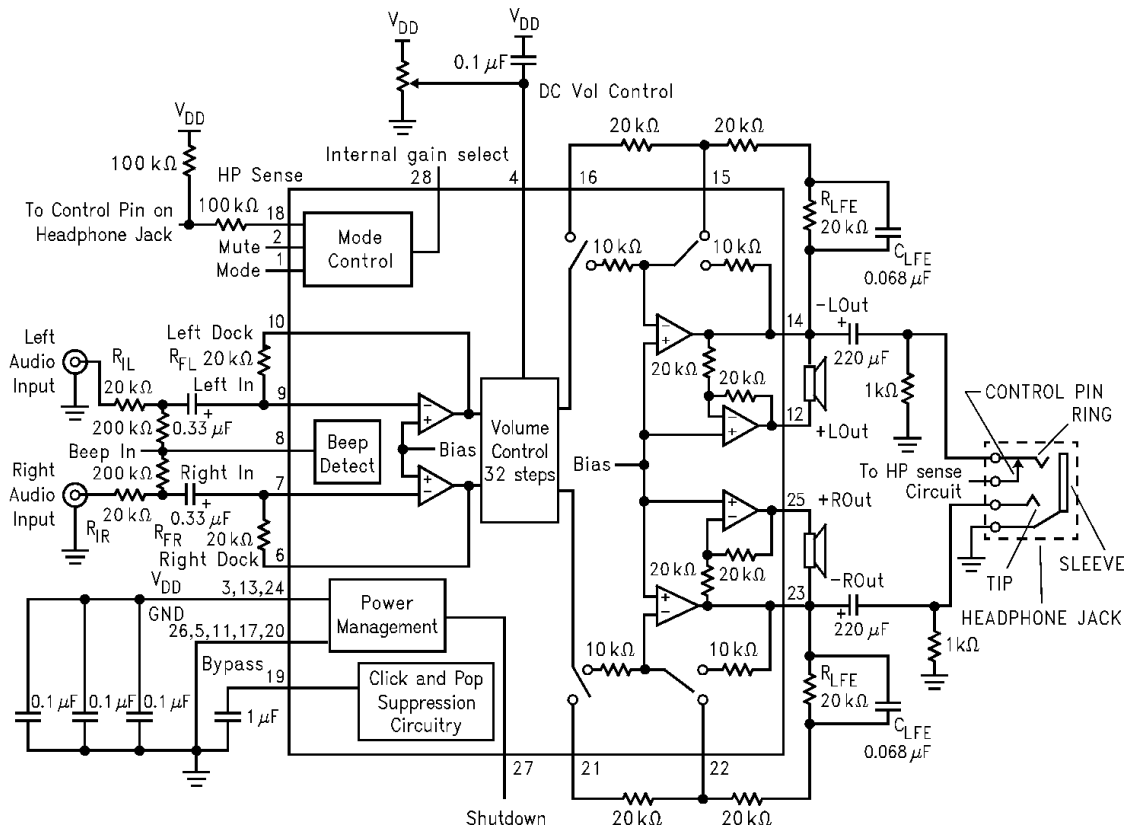 VDD
VDD
0.1 µF
DC Vol Control
20 kΩ
20 kΩ
VDD
100 kΩ
HP Sense
Internal gain select
28
4
16
15
To Control Pin on
Headphone Jack
100 kΩ
18
Mute
2
Mode
1
Mode
Control
10 kΩ
10 kΩ
RLFE
20 kΩ
CLFE
0.068 µF
Left
Audio
Input
RIL
20 kΩ
RFL
20 kΩ
Left Dock
10
Left In
9
0.33 µF
200 kΩ
Beep In
8
200 kΩ
Beep
Detect
Right
Audio
Input
RIR
20 kΩ
Right In
7
0.33 µF
RFR
20 kΩ
6
Right Dock
Bias
Volume
Control
32 steps
Bias
20 kΩ
20 kΩ
14
-LOut
+
220 µF
1 kΩ
12
+LOut
25
+ROut
20 kΩ
20 kΩ
23
-ROut
+
220 µF
1 kΩ
CONTROL PIN
RING
To HP sense
Circuit
TIP
SLEEVE
HEADPHONE JACK
VDD
3,13,24
GND
26,5,11,17,20
Power
Management
Bypass
19
Click and Pop
Suppression
Circuitry
0.1 µF
0.1 µF
0.1 µF
1 µF
27
Shutdown
10 kΩ
10 kΩ
21
22
RLFE
20 kΩ
CLFE
0.068 µF
20 kΩ
20 kΩ